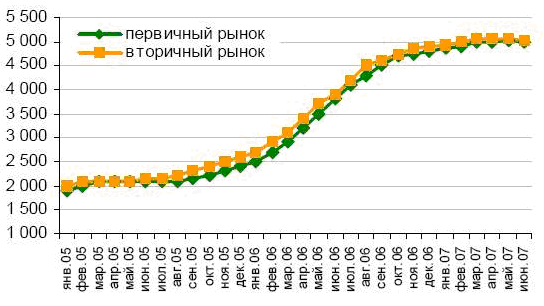 5 500
5 000
4 500
4 000
3 500
3 000
2 500
2 000
1 500
1 000
первичный рынок
вторичный рынок
янв.05
фев.05
мар.05
апр.05
май.05
июн.05
июл.05
авг.05
сен.05
окт.05
ноя.05
дек.05
янв.06
фев.06
мар.06
апр.06
май.06
июн.06
июл.06
авг.06
сен.06
окт.06
ноя.06
дек.06
янв.07
фев.07
мар.07
апр.07
май.07
июн.07